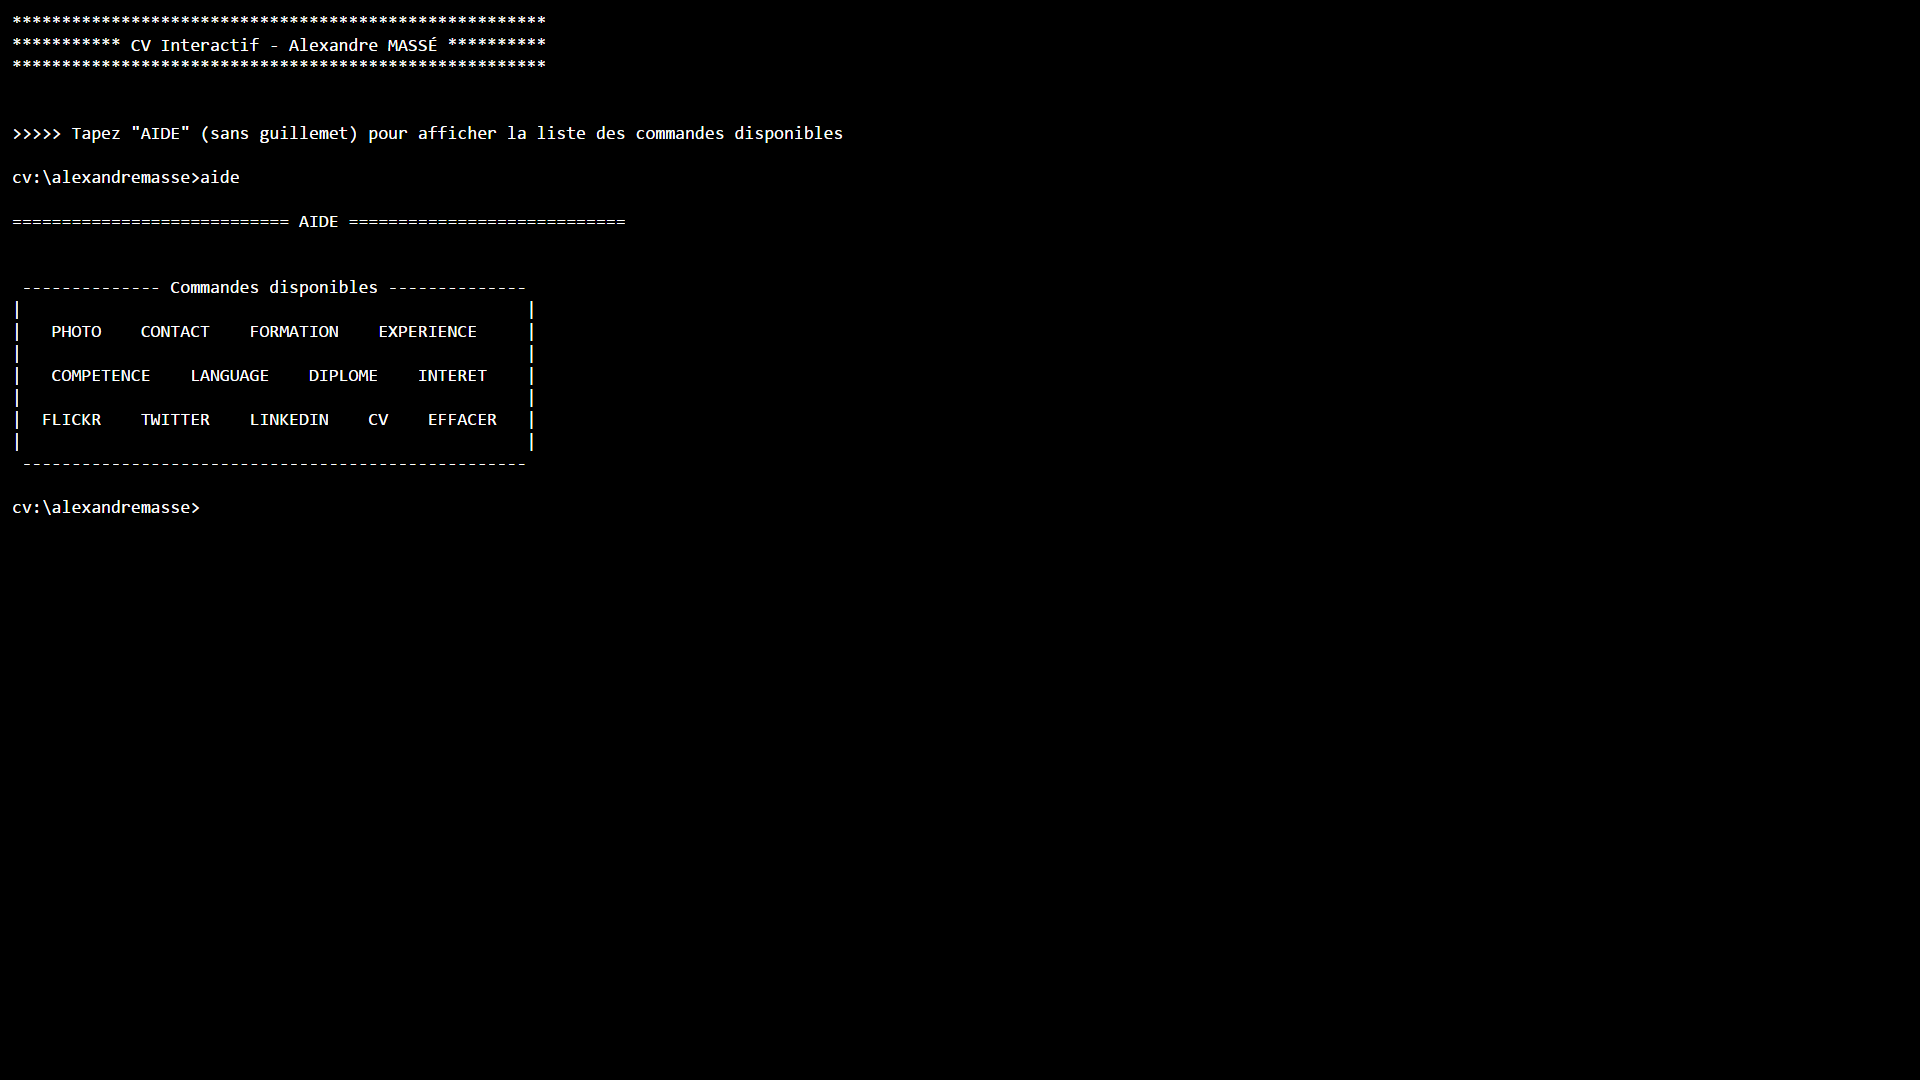 ******************************************************
*********** CV Interactif - Alexandre MASSÉ **********
******************************************************
>>>>> Tapez "AIDE" (sans guillemet) pour afficher la liste des commandes disponibles
cv:\alexandremasse>aide
============================ AIDE ============================
-------------- Commandes disponibles --------------
| |
| PHOTO CONTACT FORMATION EXPERIENCE |
| |
| COMPETENCE LANGUAGE DIPLOME INTERET |
| |
| FLICKR TWITTER LINKEDIN CV EFFACER |
| |
---------------------------------------------------
cv:\alexandremasse>